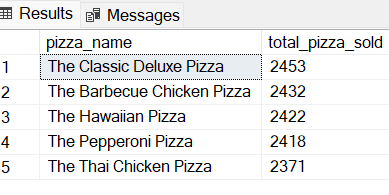 Results Messages
pizza_name total_pizza_sold
1 The Classic Deluxe Pizza 2453
2 The Barbecue Chicken Pizza 2432
3 The Hawaiian Pizza 2422
4 The Pepperoni Pizza 2418
5 The Thai Chicken Pizza 2371